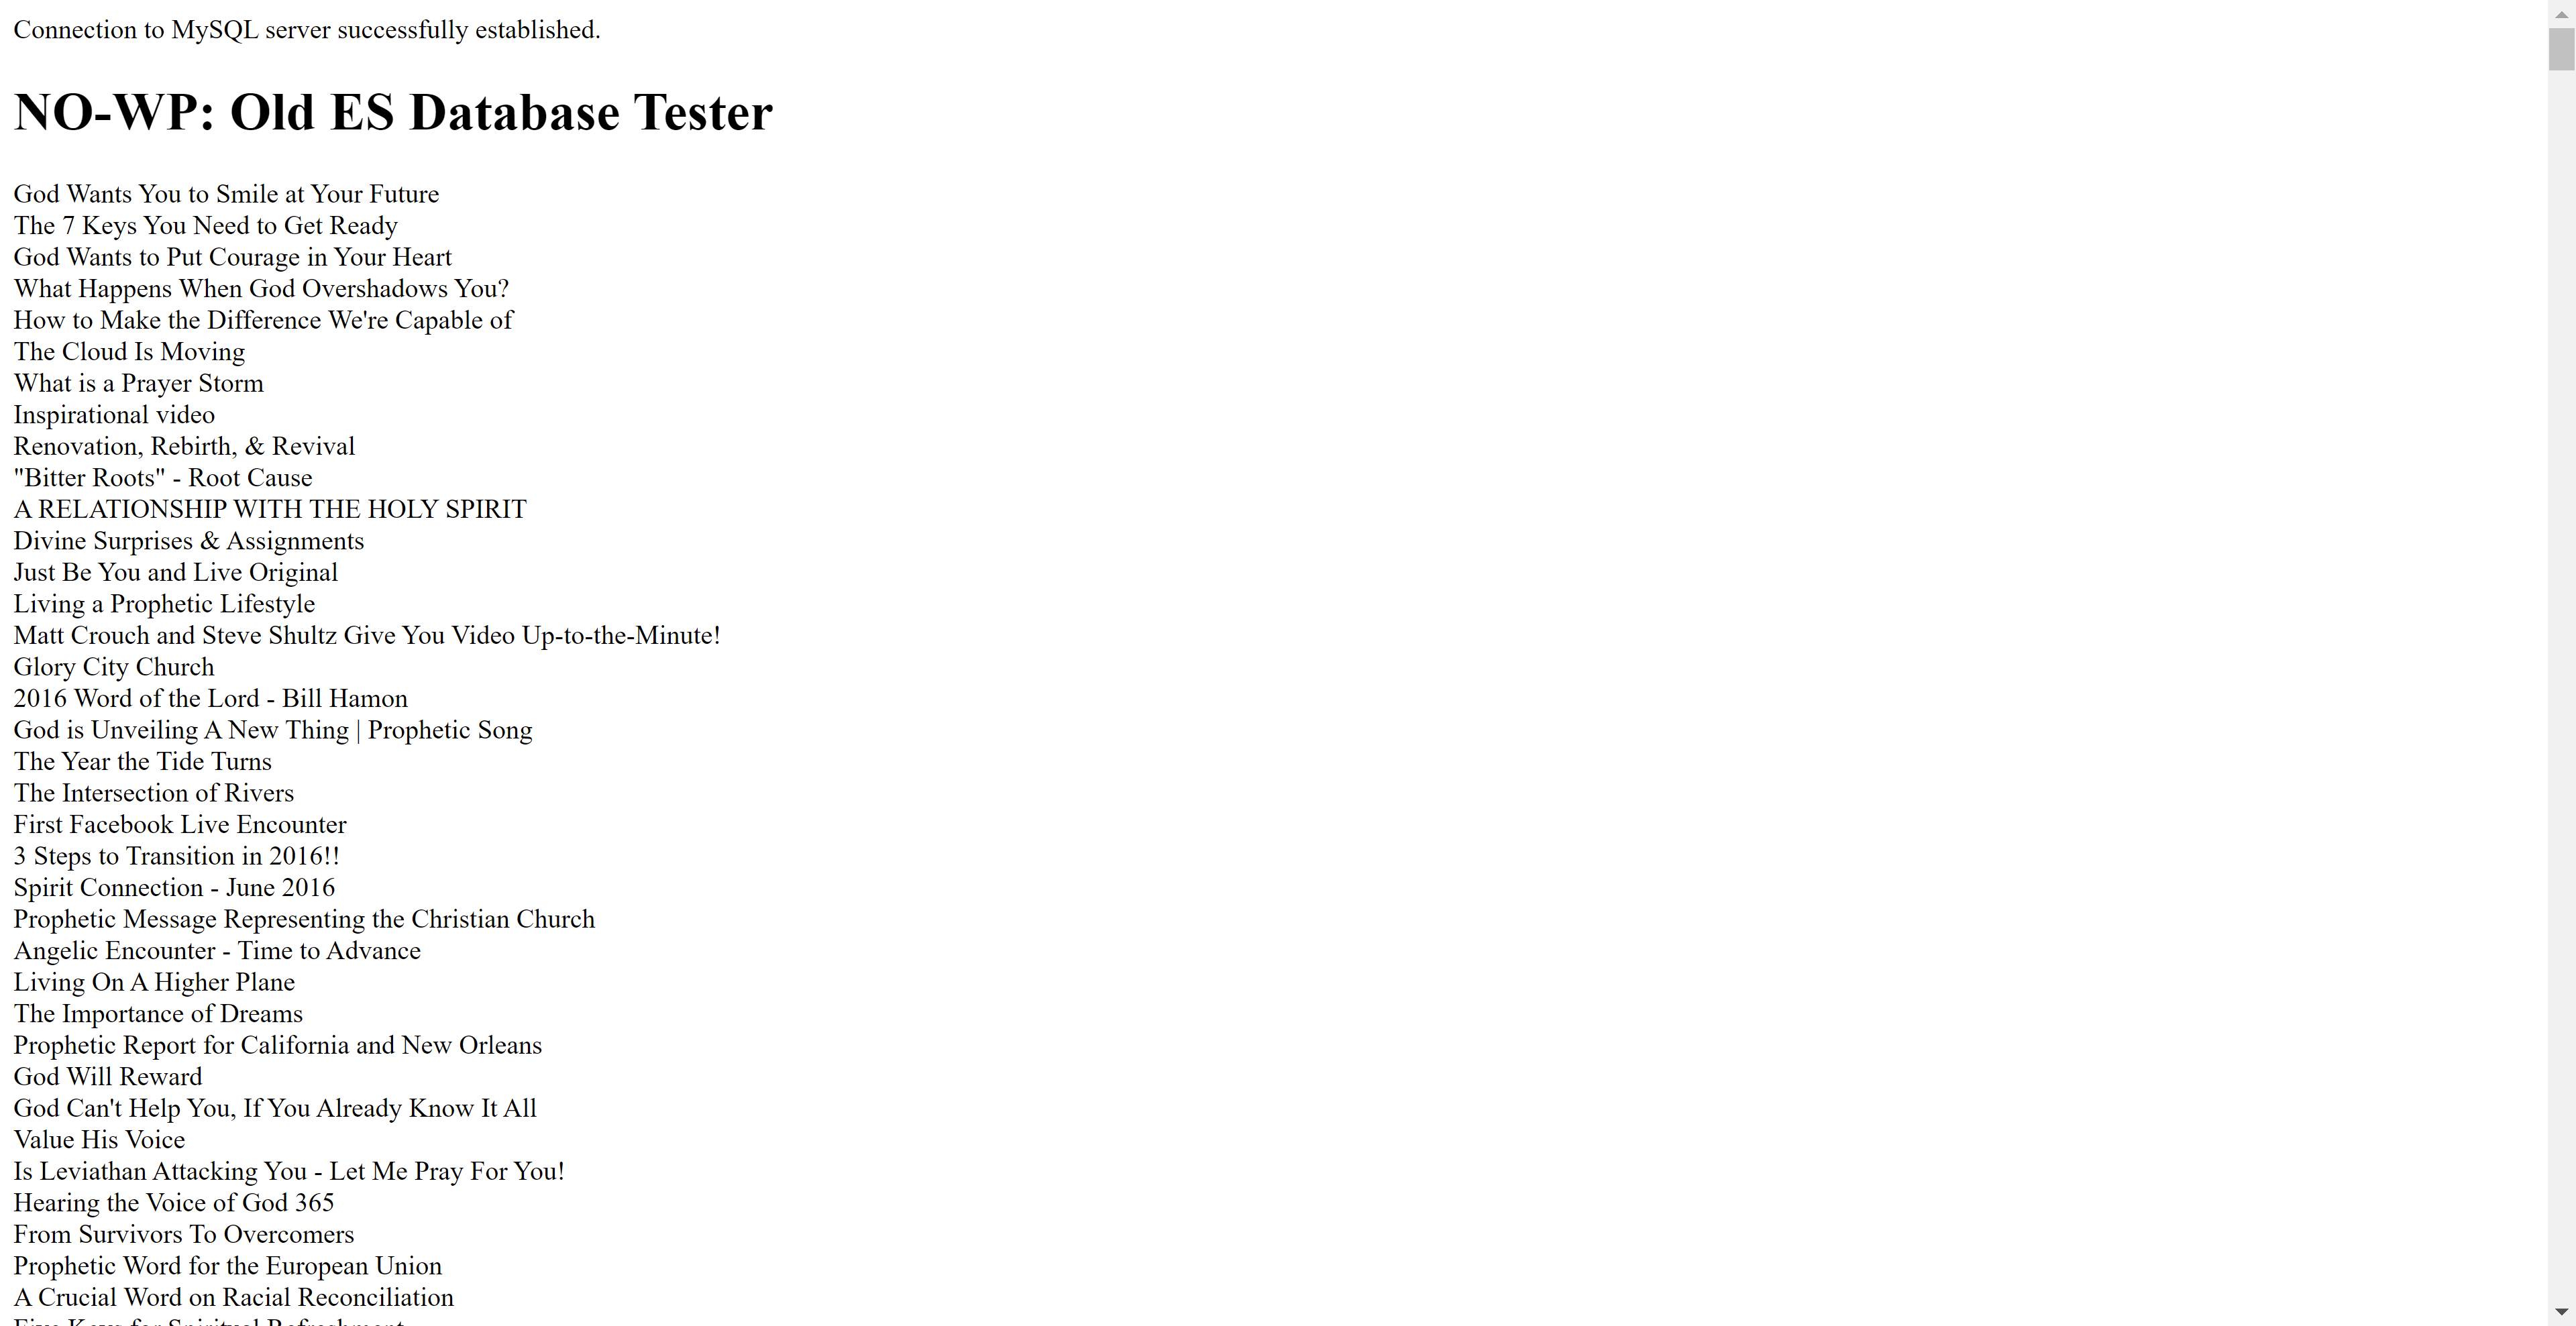 Connection to MySQL server successfully established.
NO-WP: Old ES Database Tester
God Wants You to Smile at Your Future
The 7 Keys You Need to Get Ready
God Wants to Put Courage in Your Heart
What Happens When God Overshadows You?
How to Make the Difference We're Capable of
The Cloud Is Moving
What is a Prayer Storm
Inspirational video
Renovation, Rebirth, & Revival
"Bitter Roots" - Root Cause
A RELATIONSHIP WITH THE HOLY SPIRIT
Divine Surprises & Assignments
Just Be You and Live Original
Living a Prophetic Lifestyle
Matt Crouch and Steve Shultz Give You Video Up-to-the-Minute!
Glory City Church
2016 Word of the Lord - Bill Hamon
God is Unveiling A New Thing | Prophetic Song
The Year the Tide Turns
The Intersection of Rivers
First Facebook Live Encounter
3 Steps to Transition in 2016!!
Spirit Connection - June 2016
Prophetic Message Representing the Christian Church
Angelic Encounter - Time to Advance
Living On A Higher Plane
The Importance of Dreams
Prophetic Report for California and New Orleans
God Will Reward
God Can't Help You, If You Already Know It All
Value His Voice
Is Leviathan Attacking You - Let Me Pray For You!
Hearing the Voice of God 365
From Survivors To Overcomers
Prophetic Word for the European Union
A Crucial Word on Racial Reconciliation
Five Keys for Spiritual Refreshment